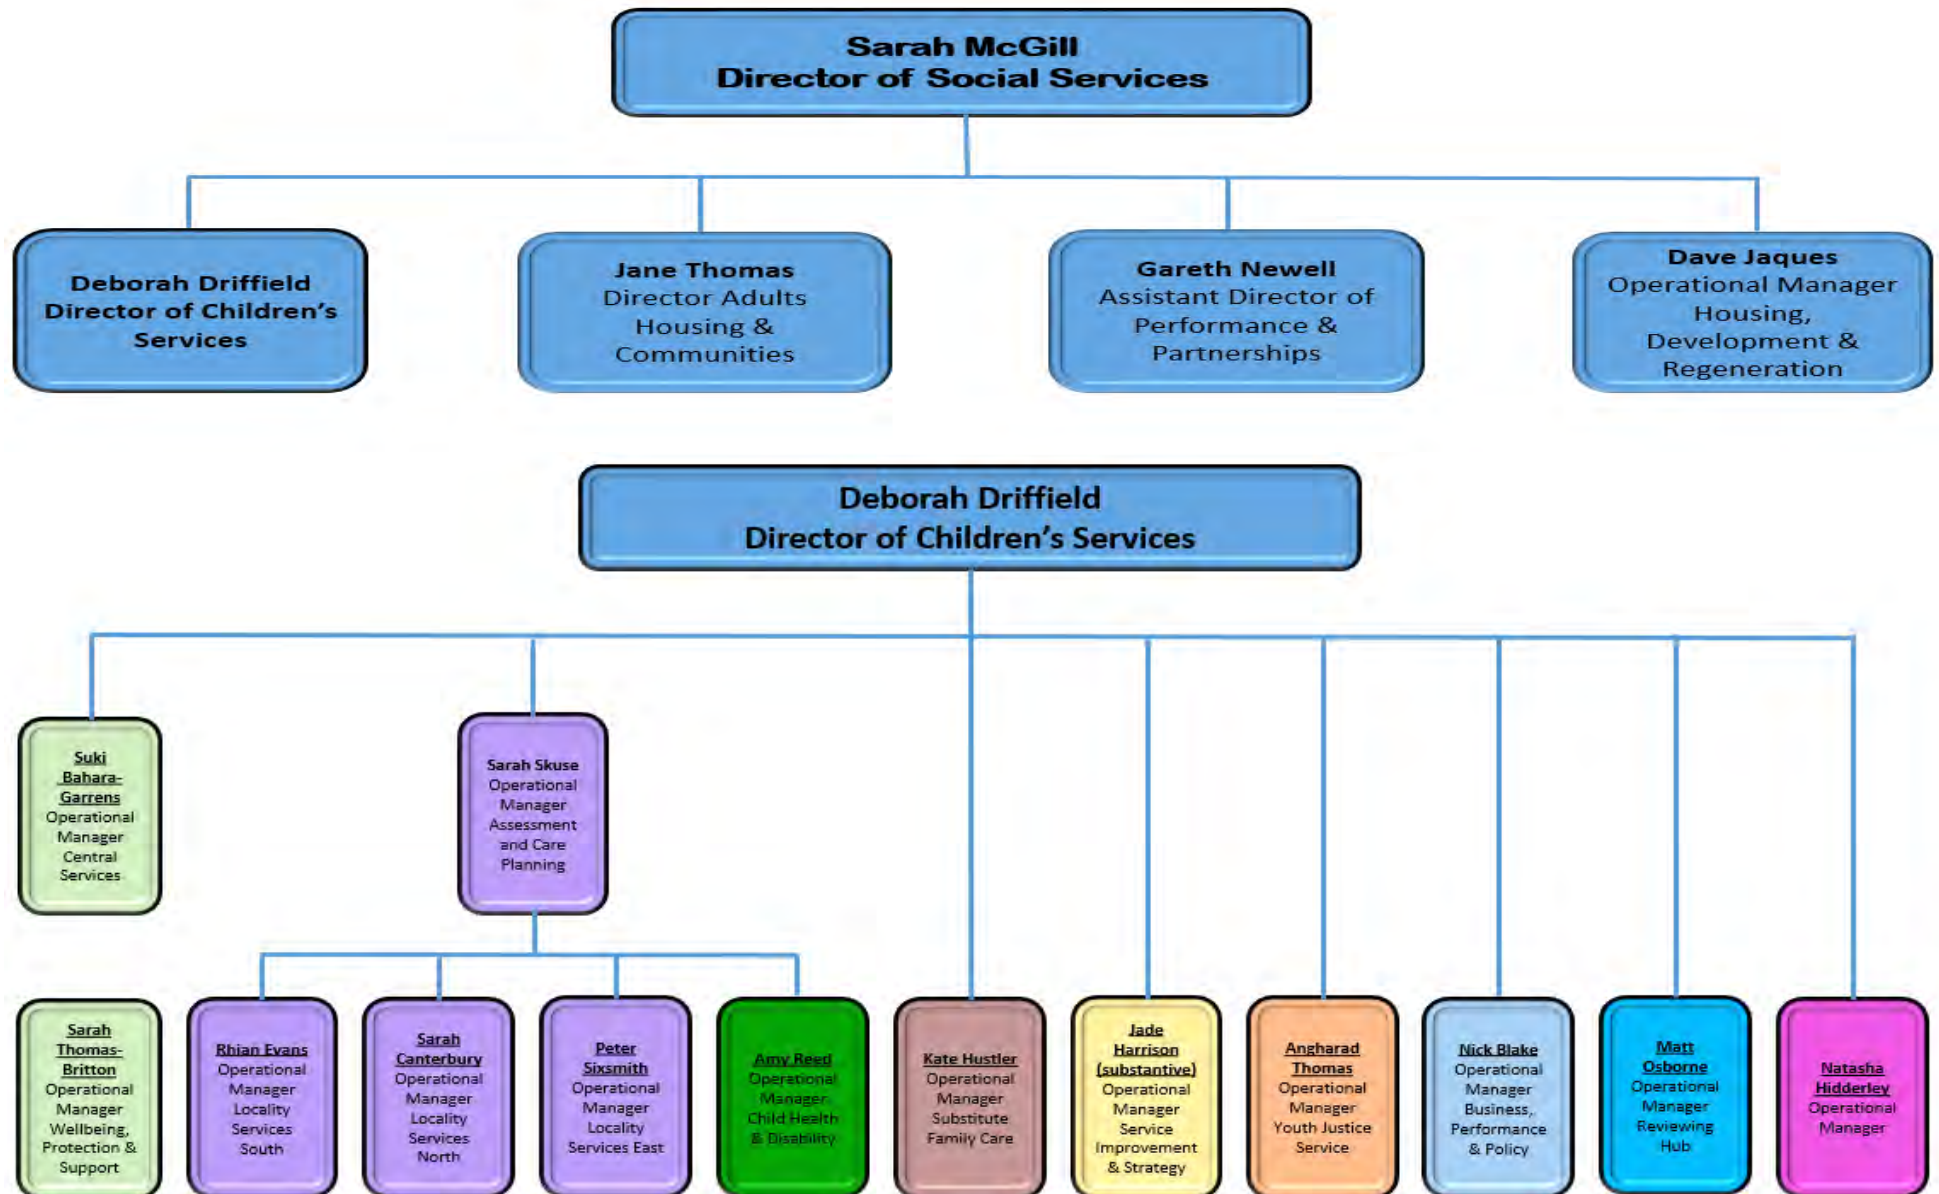 Sarah McGill
Director of Social Services
Deborah Driffield
Director of Children's
Services
Jane Thomas
Director Adults
Housing &
Communities
Gareth Newell
Assistant Director of
Performance &
Partnerships
Dave Jaques
Operational Manager
Housing,
Development &
Regeneration
Deborah Driffield
Director of Children's Services
Suki
Bahara-
Garrens
Operational
Manager
Central
Services
Sarah Skuse
Operational
Manager
Assessment
and Care
Planning
Sarah
Thomas-
Britton
Operational
Manager
Wellbeing,
Protection &
Support
Rhian Evans
Operational
Manager
Locality
Services
South
Sarah
Canterbury
Operational
Manager
Locality
Services
North
Peter
Sixsmith
Operational
Manager
Locality
Services East
Amy Reed
Operational
Manager
Child Health
& Disability
Kate Hustler
Operational
Manager
Substitute
Family Care
Jade
Harrison
(substantive)
Operational
Manager
Service
Improvement
& Strategy
Angharad
Thomas
Operational
Manager
Youth Justice
Service
Nick Blake
Operational
Manager
Business,
Performance
& Policy
Matt
Osborne
Operational
Manager
Reviewing
Hub
Natasha
Hidderley
Operational
Manager